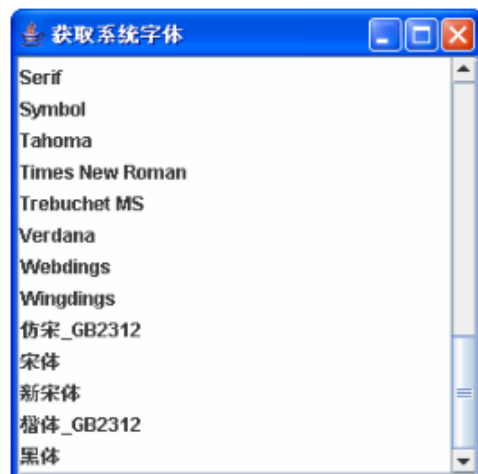 获取系统字体
Serif
Symbol
Tahoma
Times New Roman
Trebuchet MS
Verdana
Webdings
Wingdings
仿宋_GB2312
宋体
新宋体
楷体_GB2312
黑体